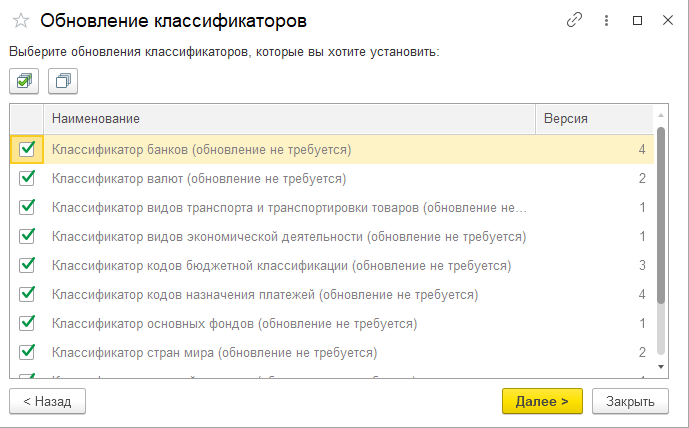 Обновление классификаторов
Выберите обновления классификаторов, которые вы хотите установить:
Наименование Версия
Классификатор банков (обновление не требуется) 4
Классификатор валют (обновление не требуется) 2
Классификатор видов транспорта и транспортировки товаров (обновление не... 1
Классификатор видов экономической деятельности (обновление не требуется) 1
Классификатор кодов бюджетной классификации (обновление не требуется) 3
Классификатор кодов назначения платежей (обновление не требуется) 4
Классификатор основных фондов (обновление не требуется) 1
Классификатор стран мира (обновление не требуется) 2
< Назад Далее > Закрыть